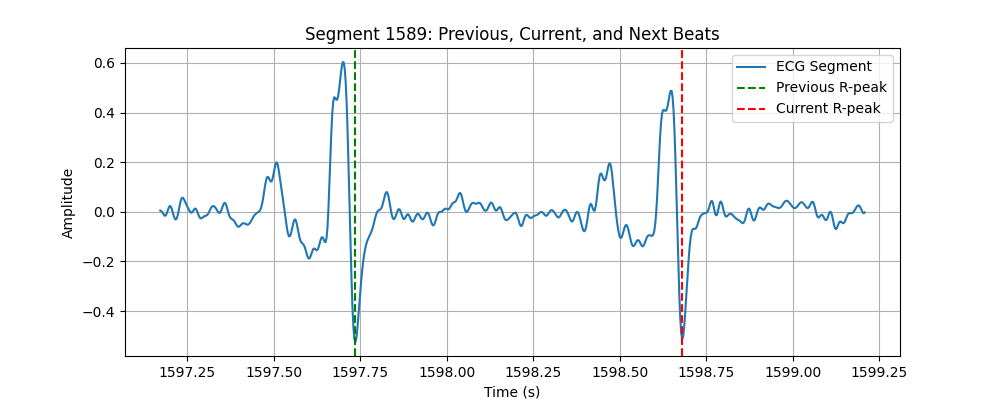 Segment 1589: Previous, Current, and Next Beats
ECG Segment
Previous R-peak
Current R-peak
Amplitude
0.6
0.4
0.2
0.0
−0.2
−0.4
1597.25 1597.50 1597.75 1598.00 1598.25 1598.50 1598.75 1599.00 1599.25
Time (s)